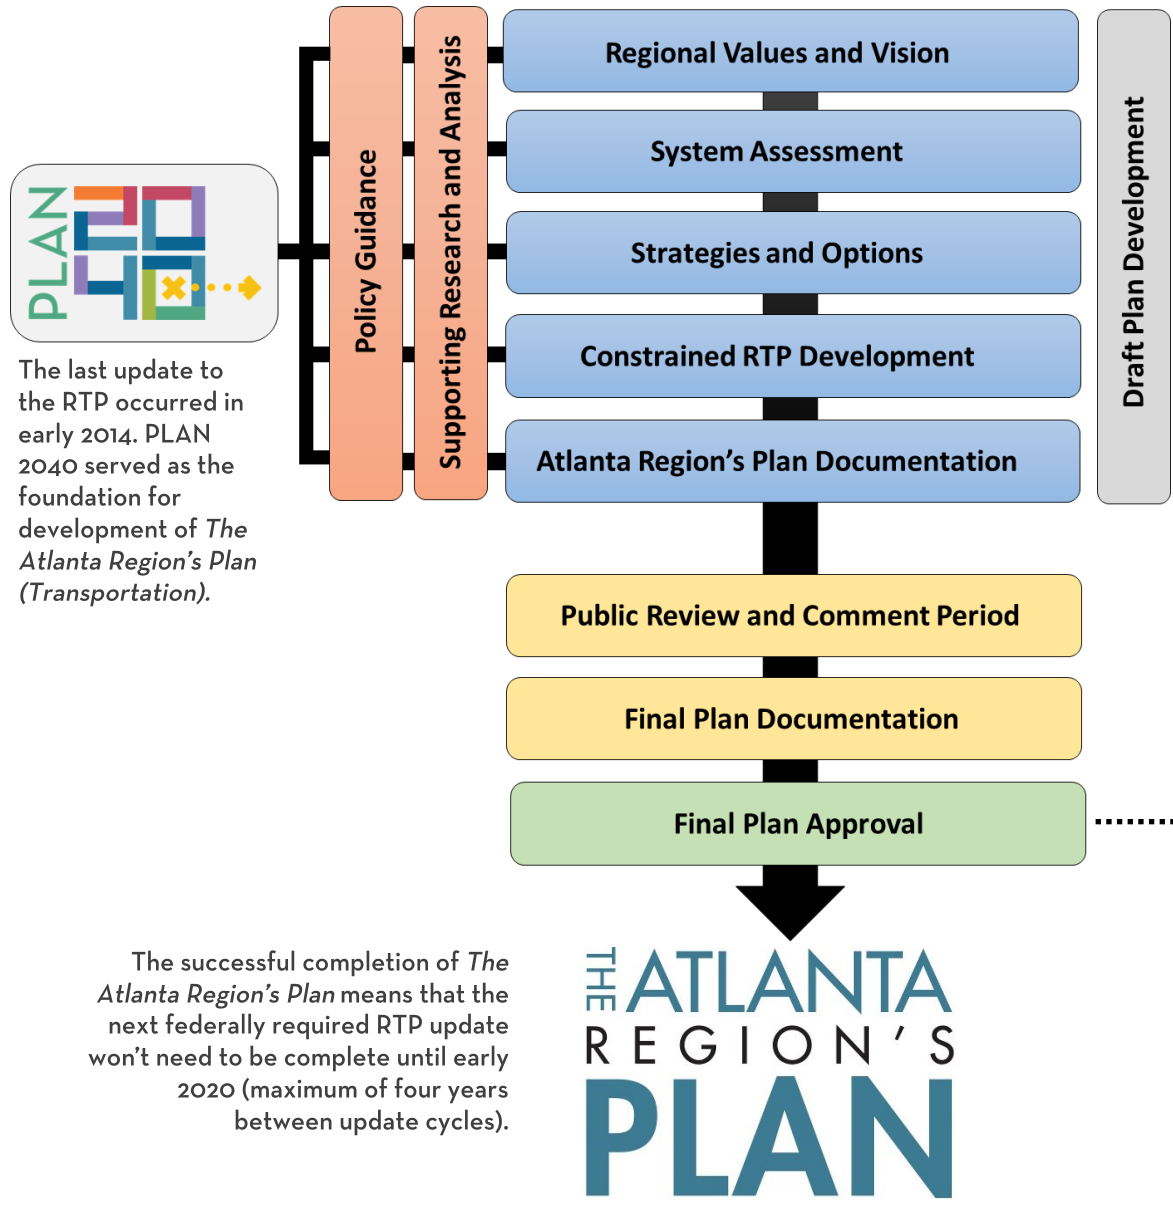 PLAN
40
Policy Guidance
Supporting Research and Analysis
Regional Values and Vision
System Assessment
Strategies and Options
Constrained RTP Development
Atlanta Region's Plan Documentation
Draft Plan Development
The last update to
the RTP occurred in
early 2014. PLAN
2040 served as the
foundation for
development of The
Atlanta Region's Plan
(Transportation).
Public Review and Comment Period
Final Plan Documentation
Final Plan Approval
The successful completion of The
Atlanta Region's Plan means that the
next federally required RTP update
won't need to be complete until early
2020 (maximum of four years
between update cycles).
THE ATLANTA
REGION'S
PLAN